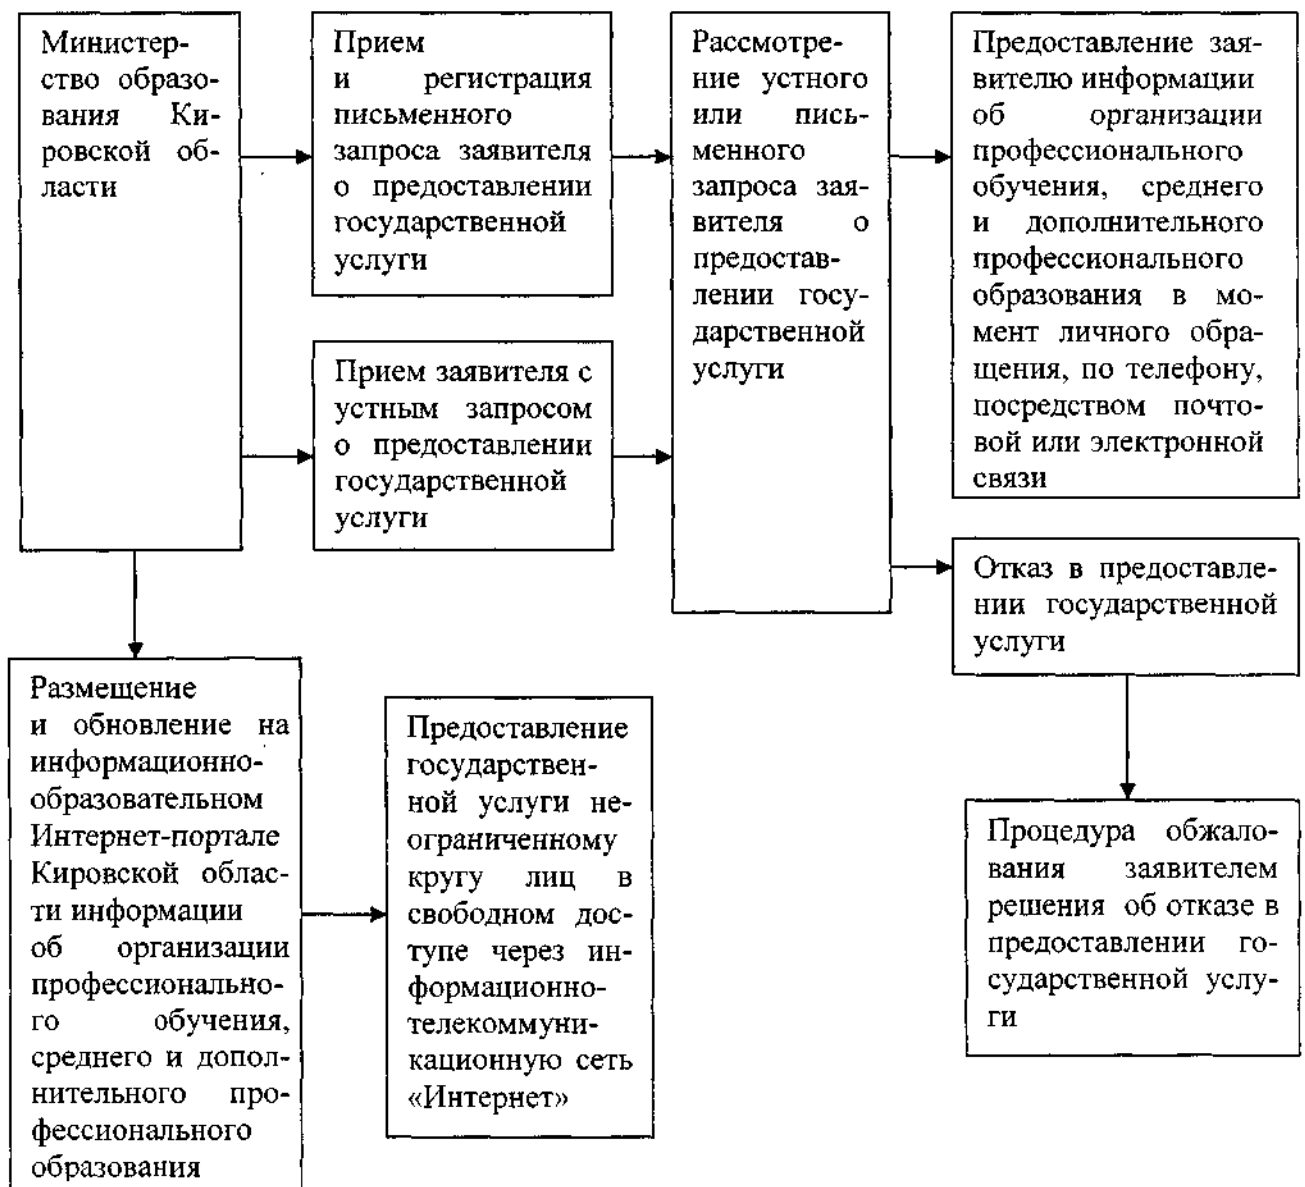 Министер-
ство образо-
вания Ки-
ровской об-
ласти
Прием
и регистрация
письменного
запроса заявителя
о предоставлении
государственной
услуги
Прием заявителя с
устным запросом
о предоставлении
государственной
услуги
Рассмотре-
ние устного
или пись-
менного
запроса зая-
вителя о
предостав-
лении госу-
дарственной
услуги
Предоставление зая-
вителю информации
об организации
профессионального
обучения, среднего
и дополнительного
профессионального
образования в мо-
мент личного обра-
щения, по телефону,
посредством почто-
вой или электронной
связи
Отказ в предоставле-
нии государственной
услуги
Процедура обжало-
вания заявителем
решения об отказе в
предоставлении го-
сударственной услу-
ги
Размещение
и обновление на
информационно-
образовательном
Интернет-портале
Кировской облас-
ти информации
об организации
профессионально-
го обучения,
среднего и допол-
нительного про-
фессионального
образования
Предоставление
государствен-
ной услуги не-
ограниченному
кругу лиц в
свободном дос-
тупе через ин-
формационно-
телекоммуни-
кационную сеть
«Интернет»